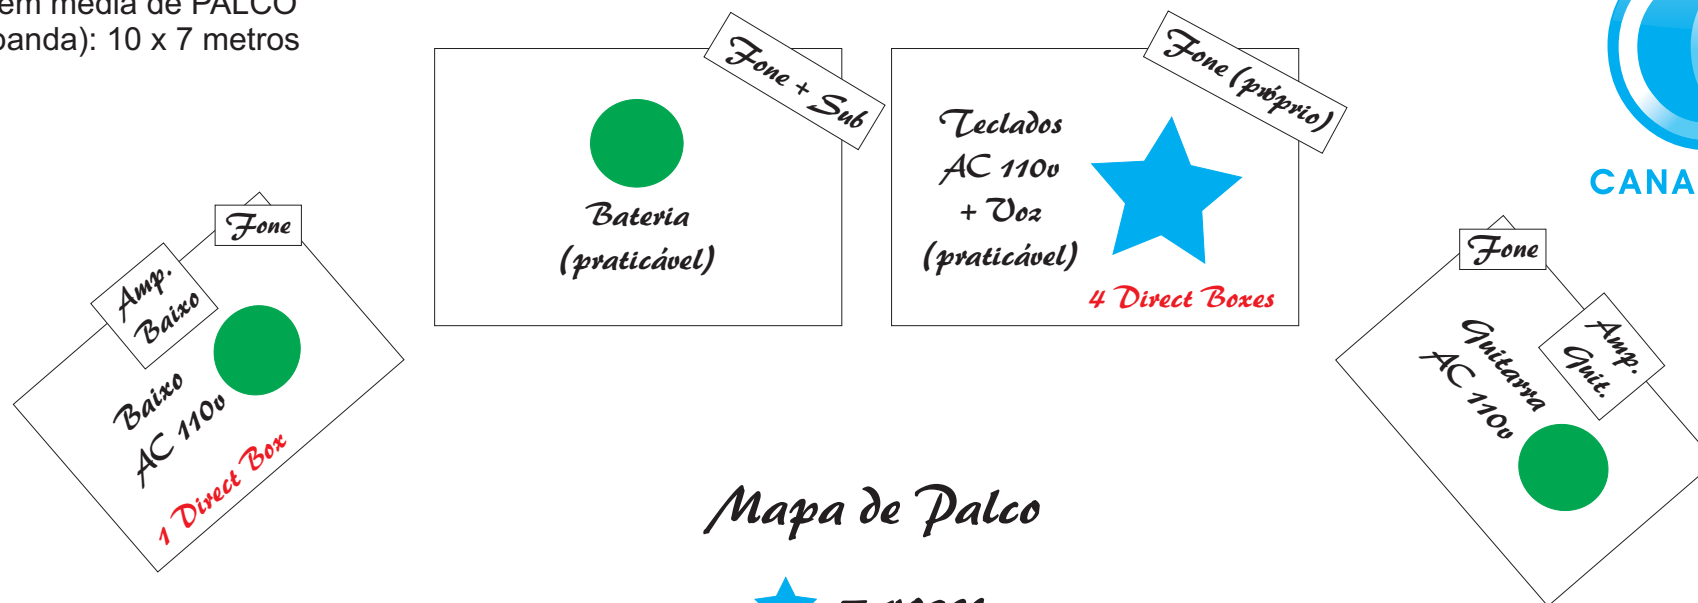 em média de PALCO
banda): 10 x 7 metros
Fone + Sub
Bateria
(praticável)
Fone (próprio)
Teclados
AC 110v
+ Voz
(praticável)
4 Direct Boxes
CANA
Fone
Amp.
Baixo
Baixo
AC 110v
1 Direct Box
Fone
Amp.
Guit.
Guitarra
AC 110v
Mapa de Palco